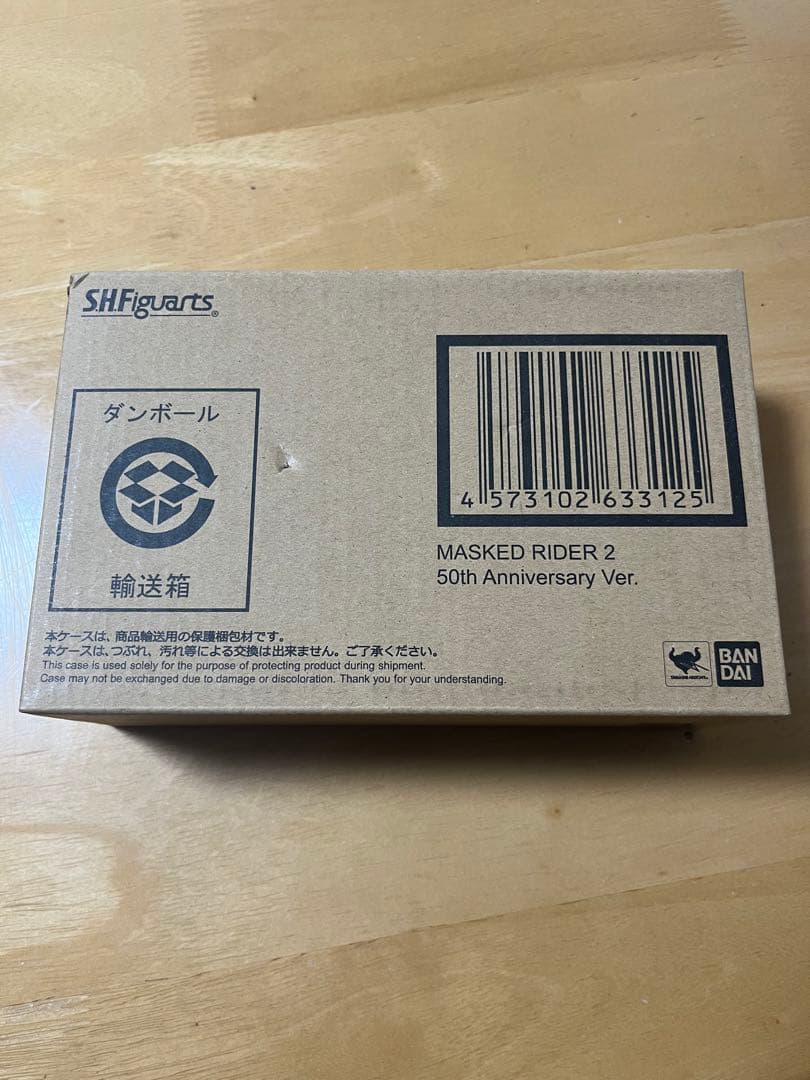 S.H.Figuarts®
ダンボール
輸送箱
4 573102 633125
MASKED RIDER 2
50th Anniversary Ver.
本ケースは、商品輸送用の保護梱包材です。
本ケースは、つぶれ、汚れ等による交換は出来ません。ご了承ください。
This case is used solely for the purpose of protecting product during shipment.
Case may not be exchanged due to damage or discoloration. Thank you for your understanding.
BAN
DAI